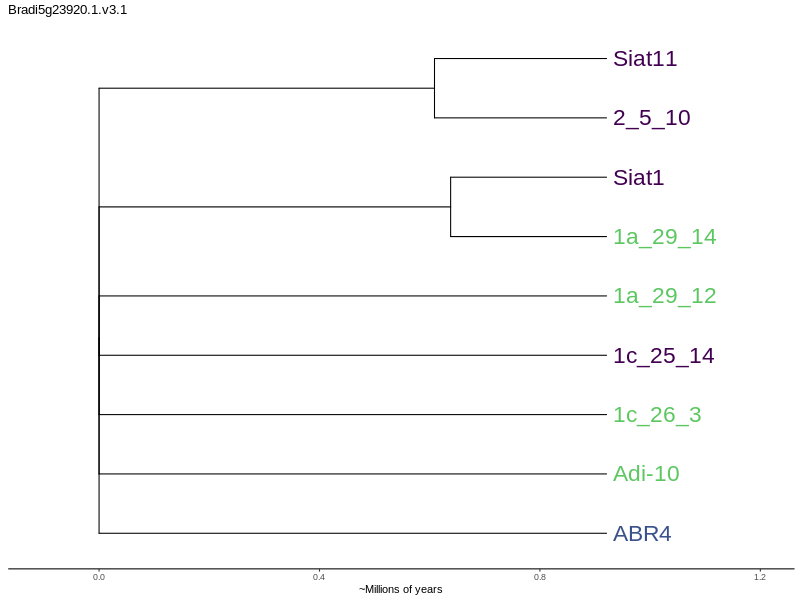 Bradi5g23920.1.v3.1
Siat11
2_5_10
Siat1
1a_29_14
1a_29_12
1c_25_14
1c_26_3
Adi-10
ABR4
0.0 0.4 0.8 1.2
~Millions of years